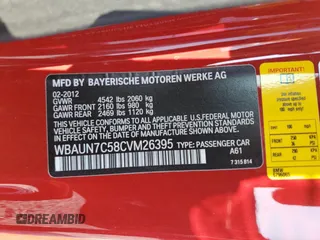 MFD BY BAYERISCHE MOTOREN WERKE AG
02-2012
GVWR 4542 lbs 2060 kg
GAWR FRONT 2160 lbs 980 kg
GAWR REAR 2469 lbs 1120 kg
THIS VEHICLE CONFORMS TO ALL APPLICABLE
FEDERAL MOTOR VEHICLE SAFETY, BUMPER,
AND THEFT PREVENTION STANDARDS
IN EFFECT ON THE DATE OF MANUFACTURE
SHOWN ABOVE.
WBAUN7C58CVM26395 TYPE: PASSENGER CAR
A61
7 315 814
DREAMBID